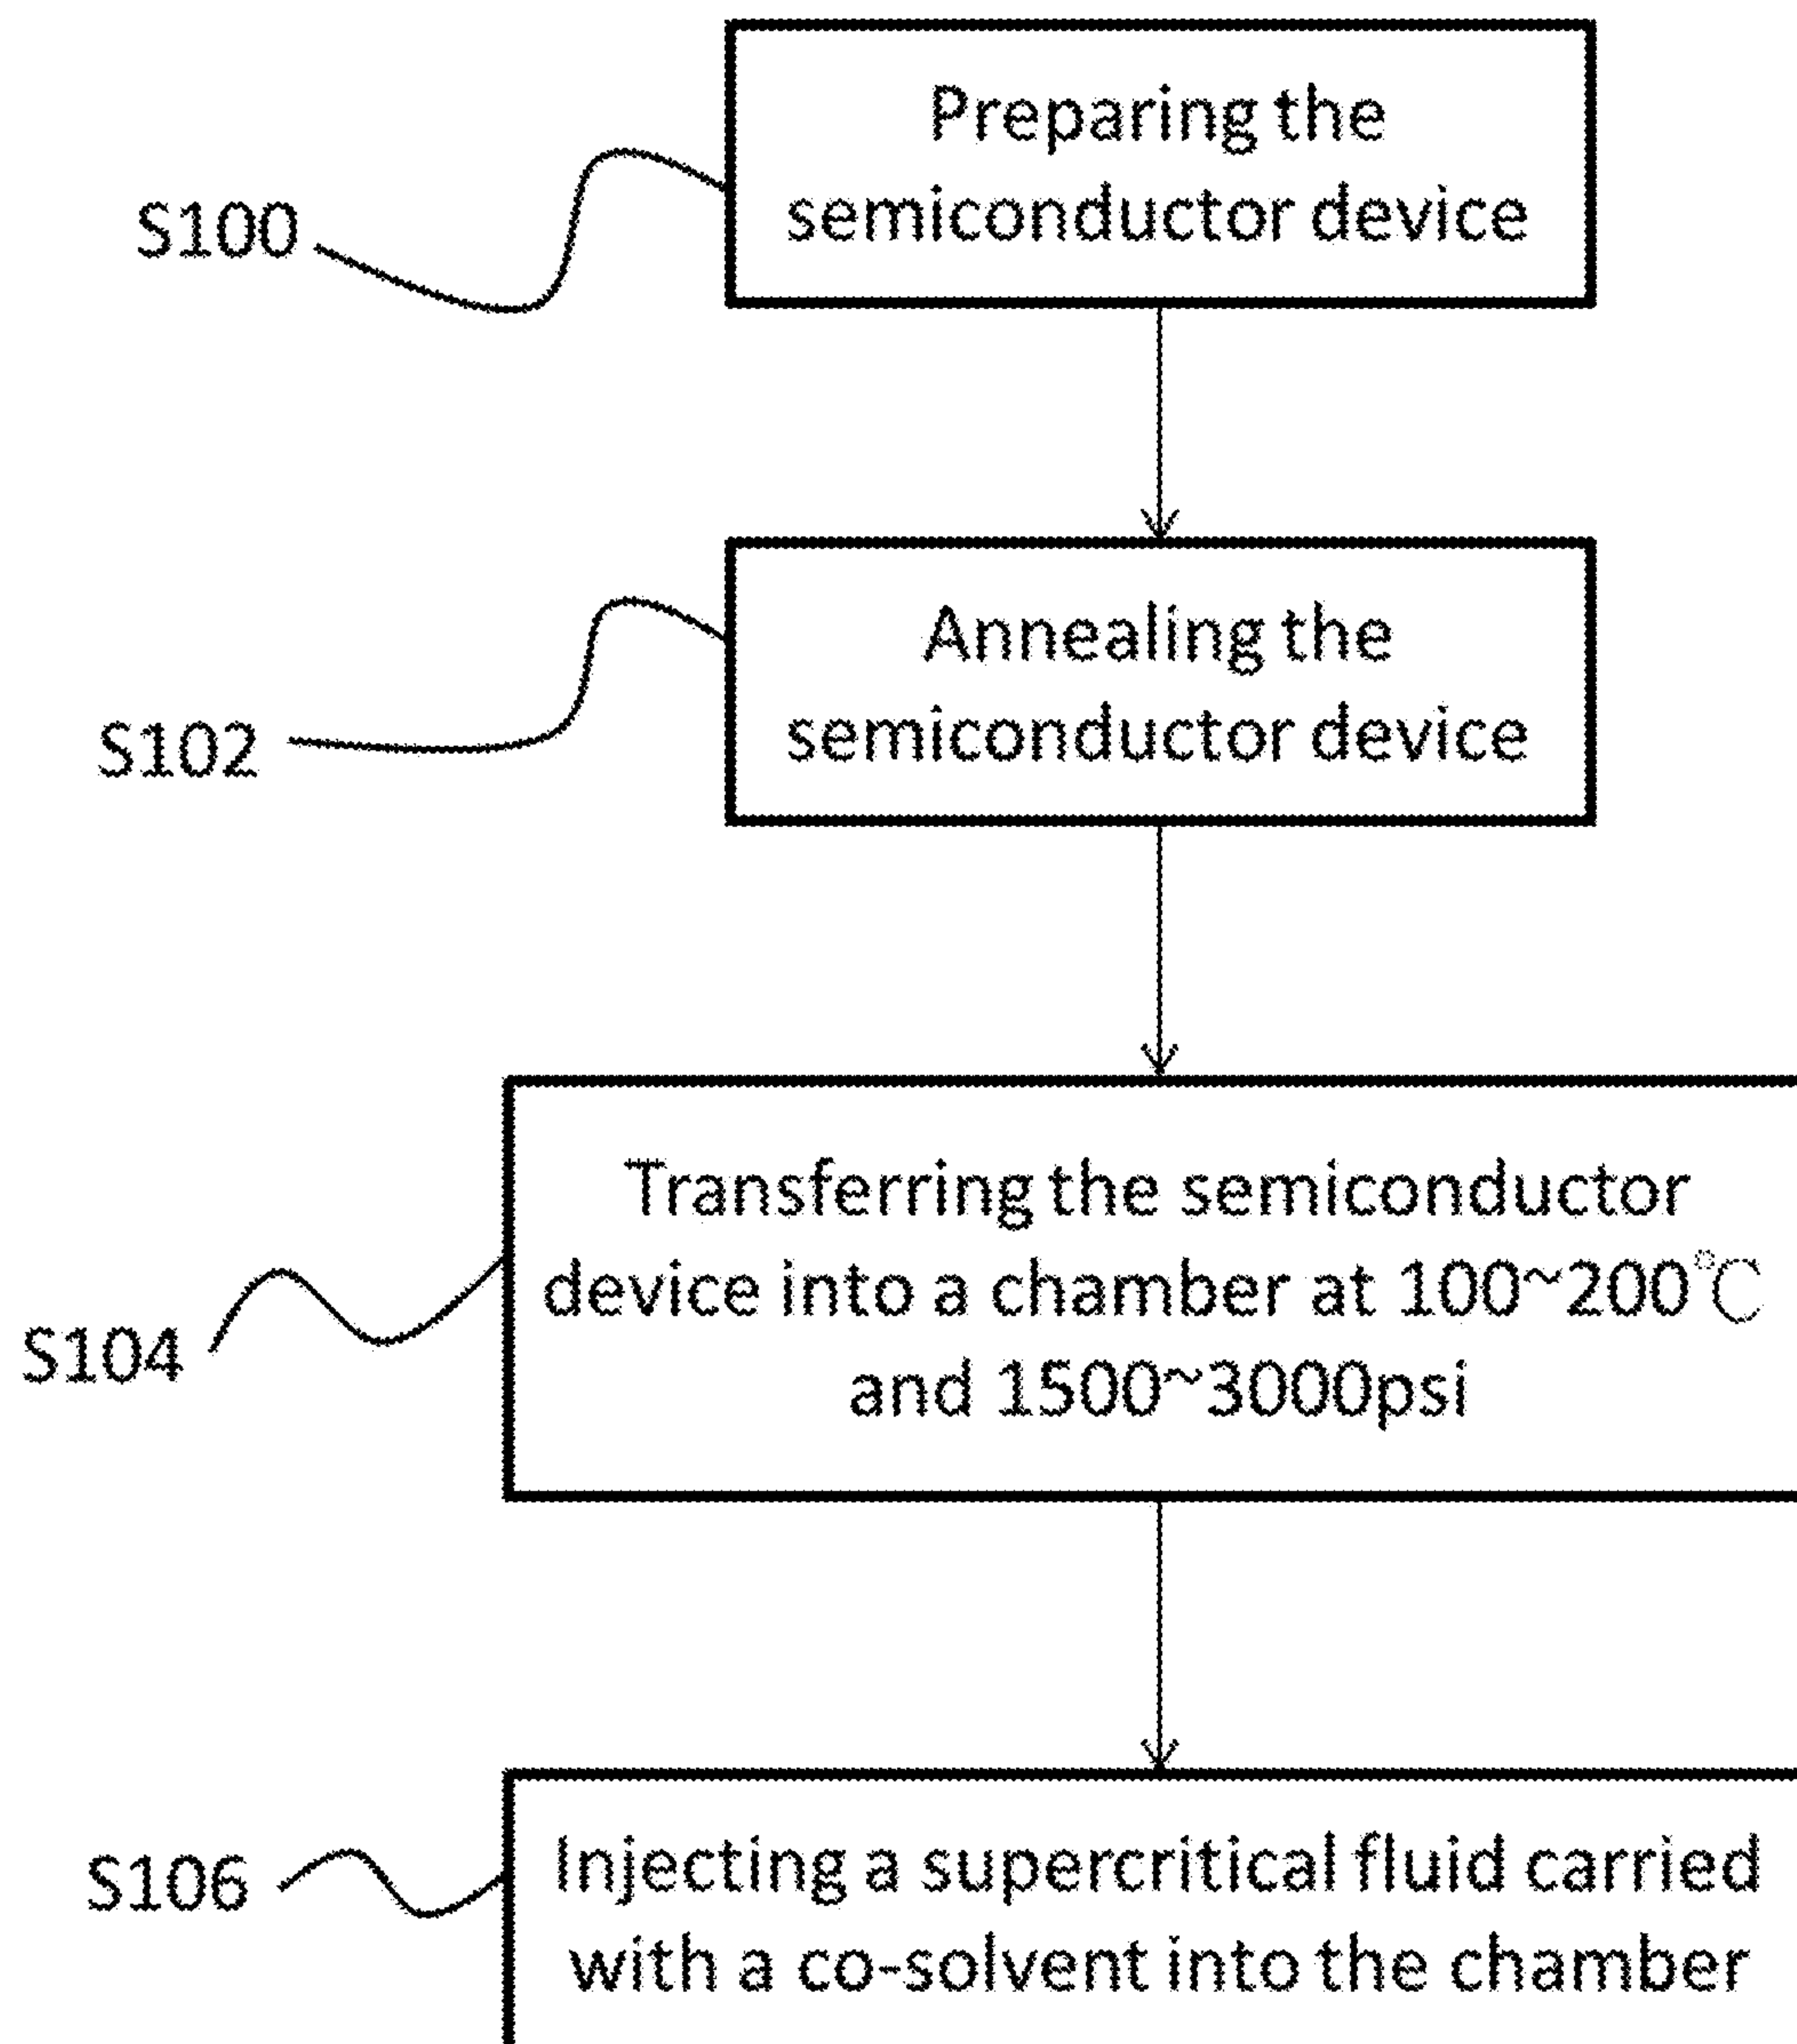 Preparing the
semiconductor device
S100
Annealing the
semiconductor device
S102
Transferring the semiconductor
device into a chamber at 100~200℃
and 1500~3000psi
S104
Injecting a supercritical fluid carried
with a co-solvent into the chamber
S106